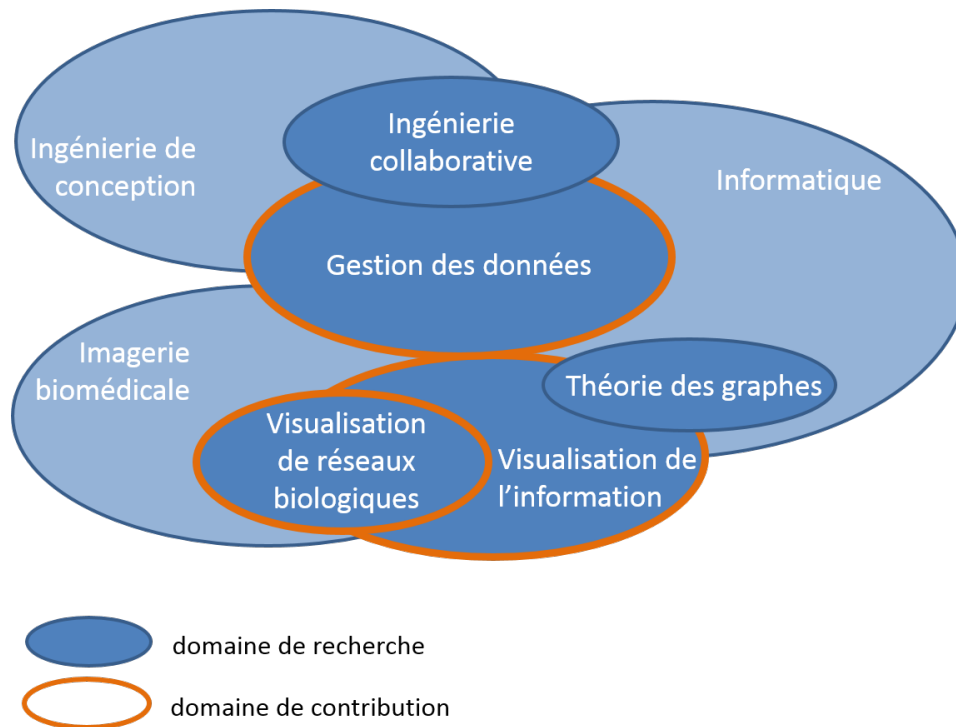 Ingénierie
collaborative
Ingénierie de
conception
Informatique
Gestion des données
Imagerie
biomédicale
Théorie des graphes
Visualisation
de réseaux
biologiques
Visualisation de
l'information
domaine de recherche
domaine de contribution